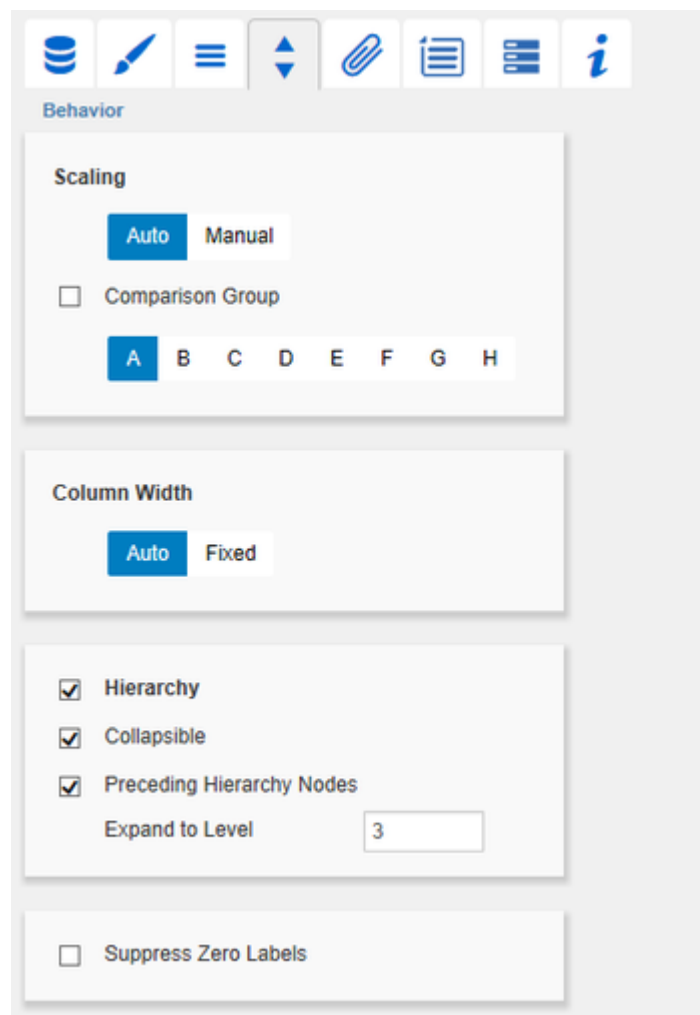 Behavior
Scaling
Auto Manual
Comparison Group
A B C D E F G H
Column Width
Auto Fixed
Hierarchy
Collapsible
Preceding Hierarchy Nodes
Expand to Level 3
Suppress Zero Labels